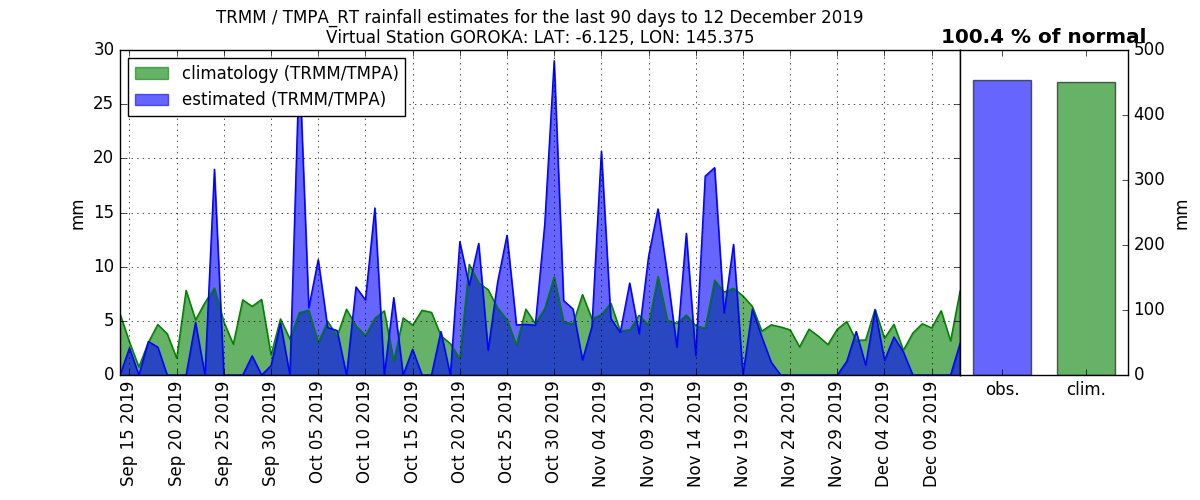 TRMM / TMPA_RT rainfall estimates for the last 90 days to 12 December 2019
Virtual Station GOROKA: LAT: -6.125, LON: 145.375
100.4 % of normal
climatology (TRMM/TMPA)
estimated (TRMM/TMPA)
30
25
20
15
10
5
0
mm
500
400
300
200
100
0
mm
obs.
clim.
Sep 15 2019
Sep 20 2019
Sep 25 2019
Sep 30 2019
Oct 05 2019
Oct 10 2019
Oct 15 2019
Oct 20 2019
Oct 25 2019
Oct 30 2019
Nov 04 2019
Nov 09 2019
Nov 14 2019
Nov 19 2019
Nov 24 2019
Nov 29 2019
Dec 04 2019
Dec 09 2019